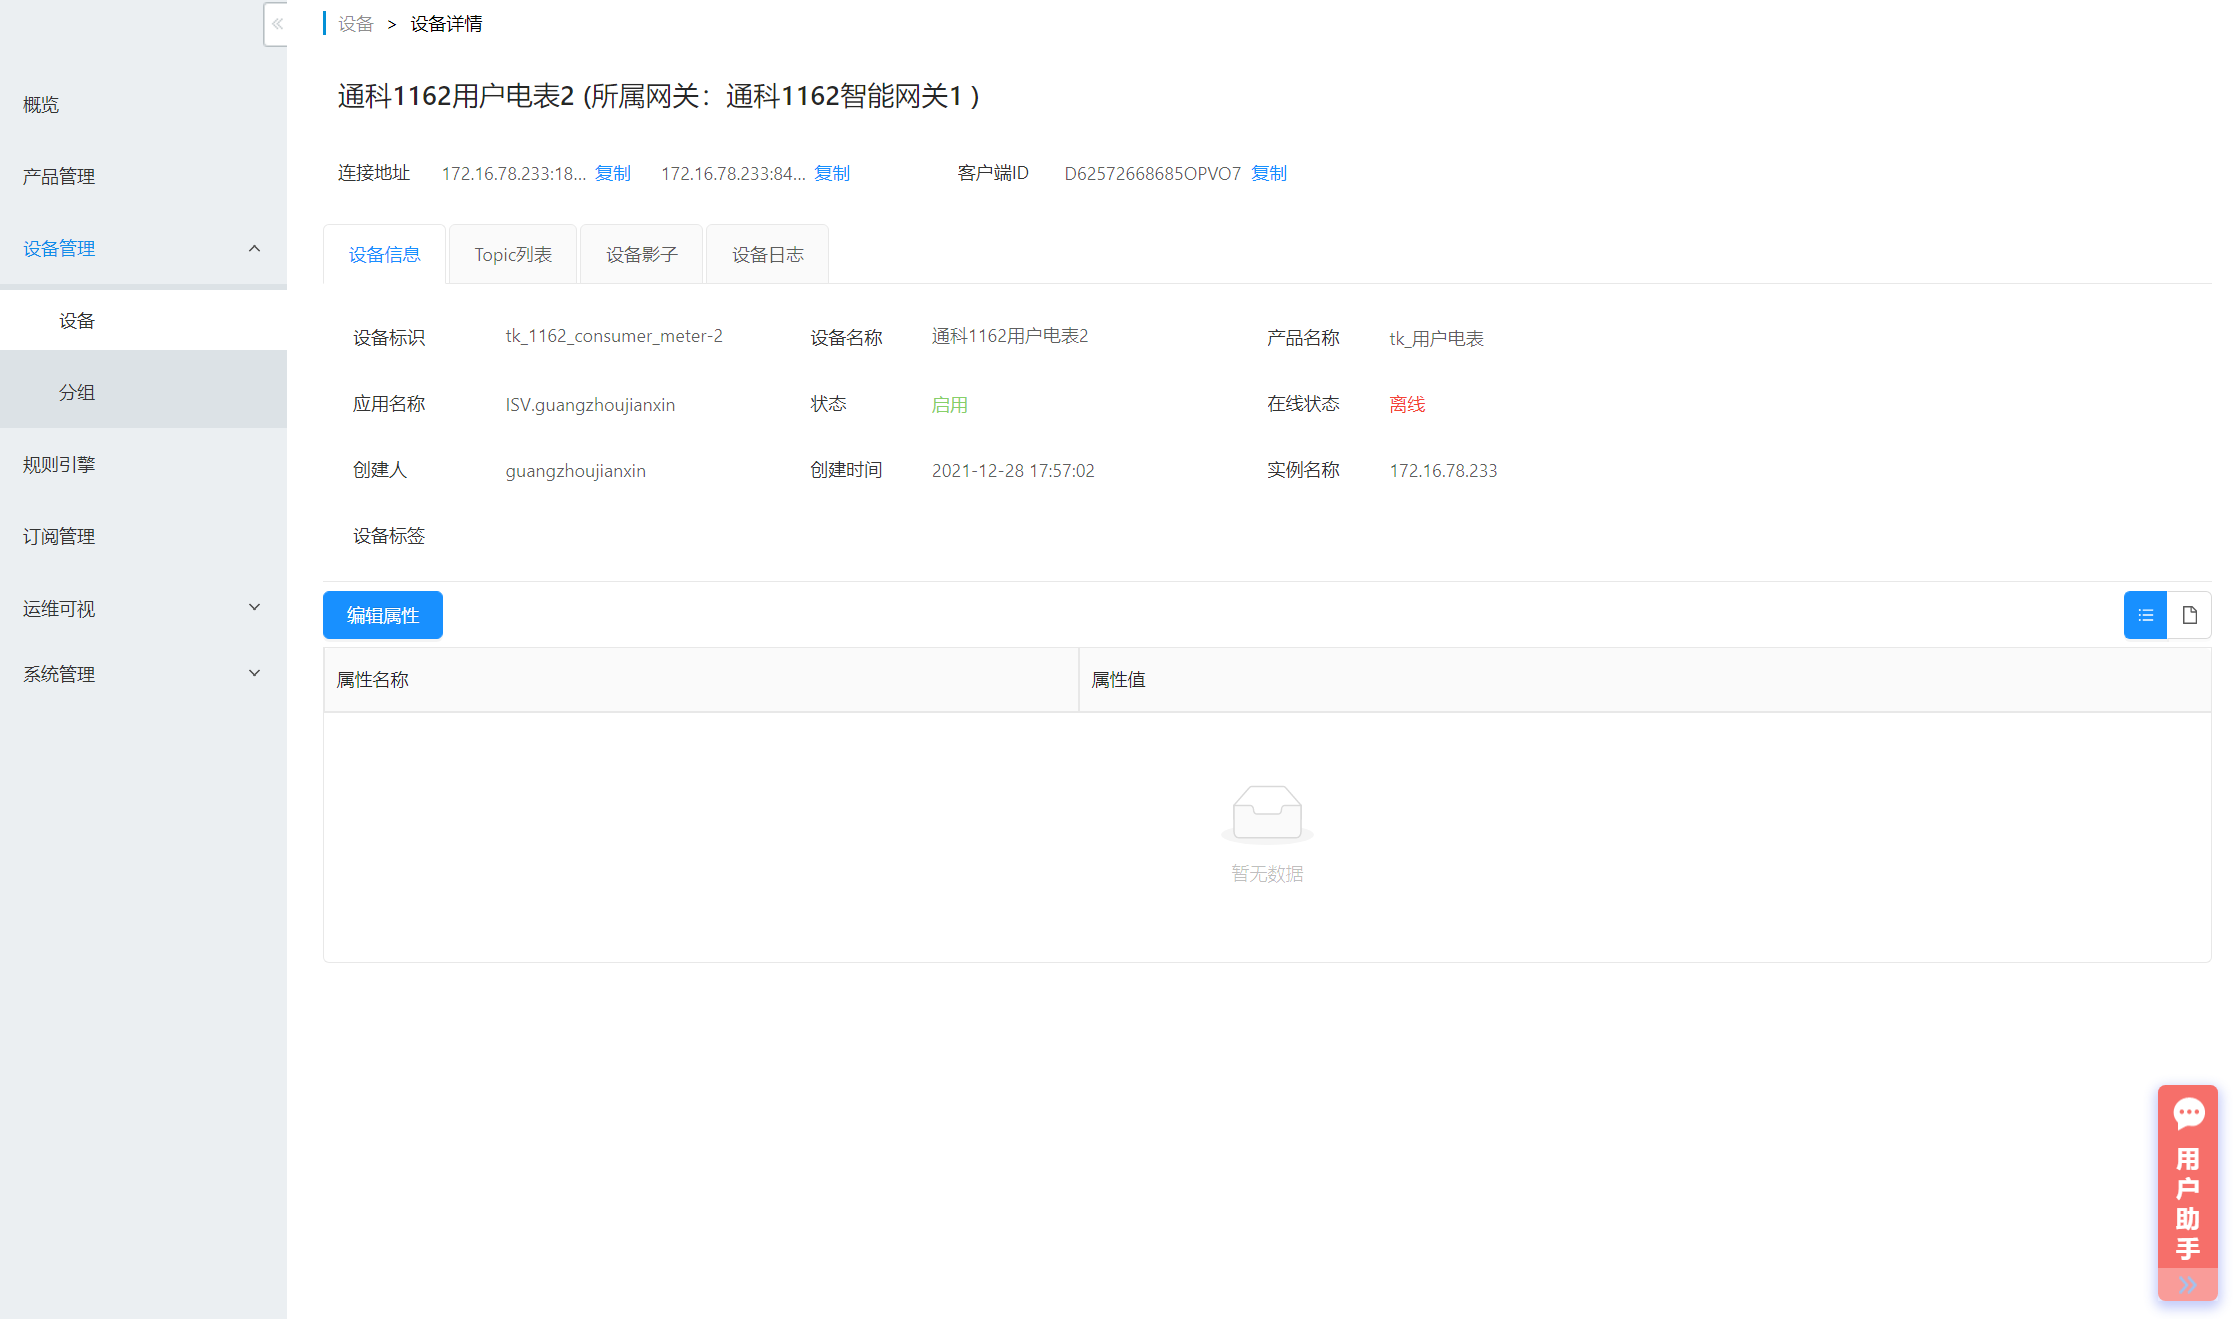 设备 > 设备详情
概览
产品管理
设备管理
设备
分组
规则引擎
订阅管理
运维可视
系统管理
通科1162用户电表2 (所属网关：通科1162智能网关1 )
连接地址 172.16.78.233:18... 复制 172.16.78.233:84... 复制 客户端ID D62572668685OPVO7 复制
设备信息 Topic列表 设备影子 设备日志
设备标识 tk_1162_consumer_meter-2 设备名称 通科1162用户电表2 产品名称 tk_用户电表
应用名称 ISV.guangzhoujianxin 状态 启用 在线状态 离线
创建人 guangzhoujianxin 创建时间 2021-12-28 17:57:02 实例名称 172.16.78.233
设备标签
编辑属性
属性名称 属性值
暂无数据
用户助手